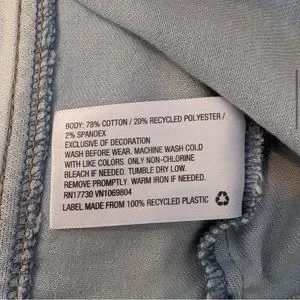 BODY: 78% COTTON / 20% RECYCLED POLYESTER /
2% SPANDEX
EXCLUSIVE OF DECORATION
WASH BEFORE WEAR. MACHINE WASH COLD
WITH LIKE COLORS. ONLY NON-CHLORINE
BLEACH IF NEEDED. TUMBLE DRY LOW.
REMOVE PROMPTLY. WARM IRON IF NEEDED.
RN17730 VN1069804
LABEL MADE FROM 100% RECYCLED PLASTIC